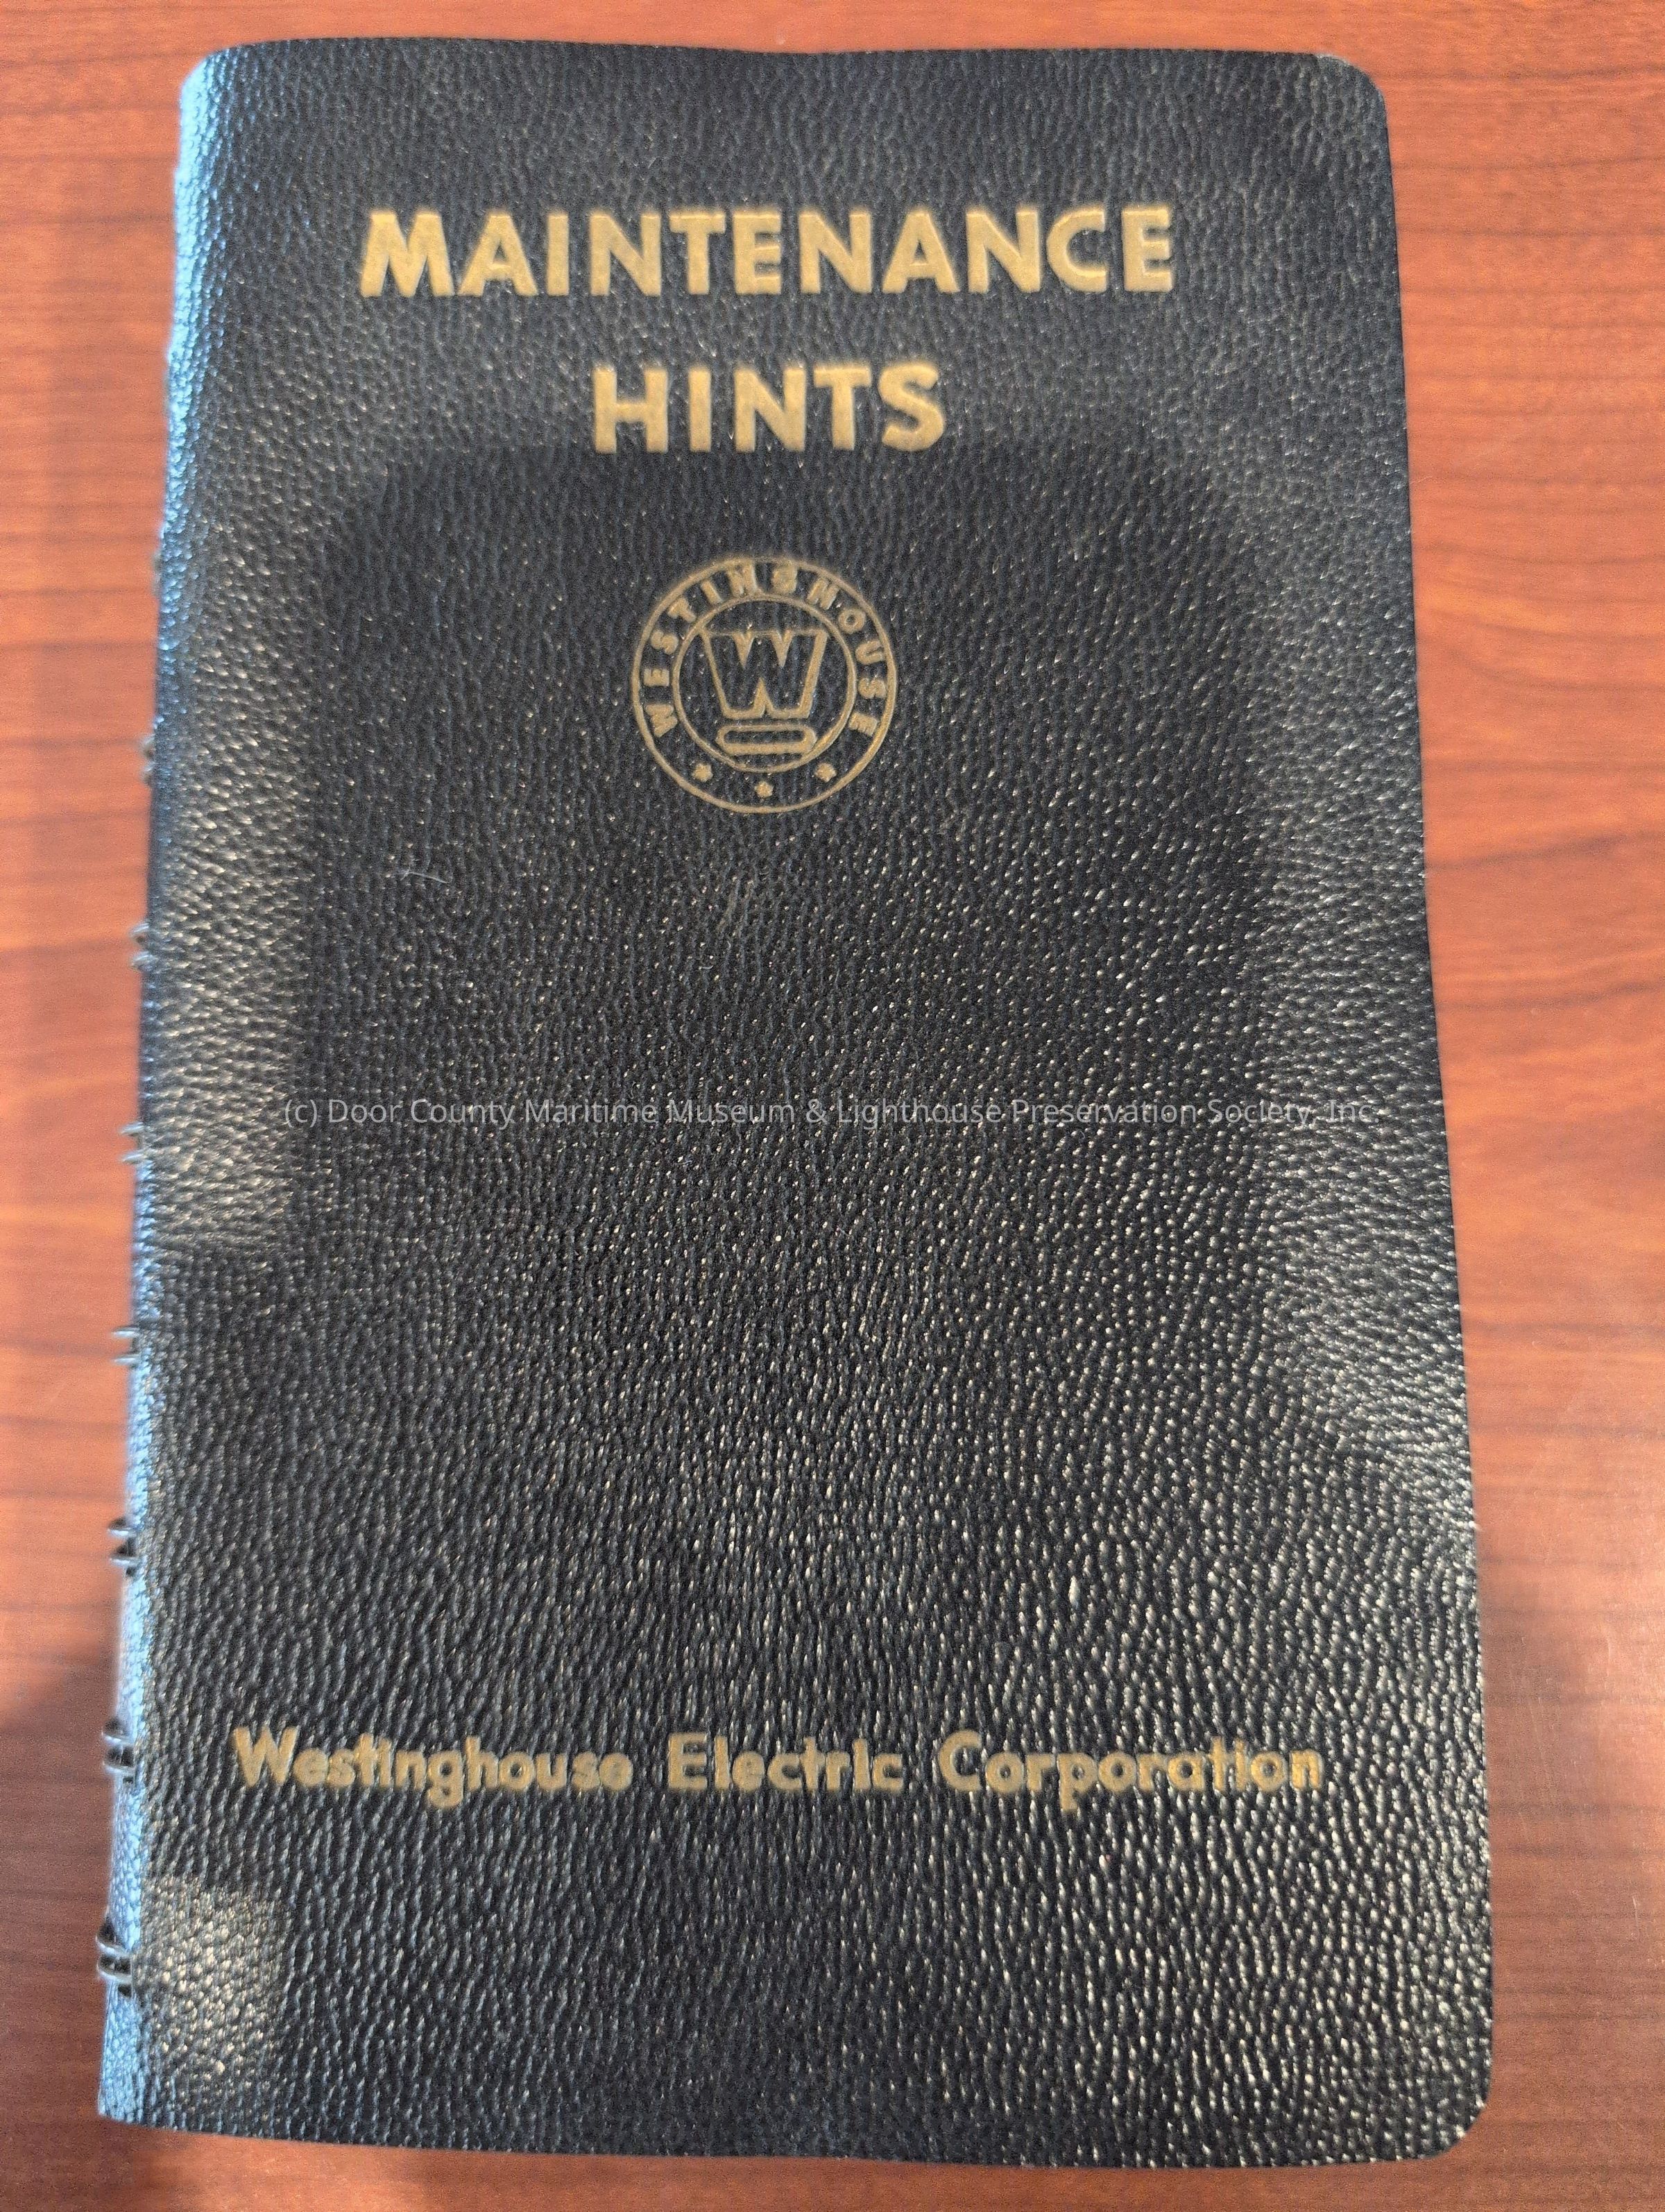 MAINTENANCE
HINTS
WESTINGHOUSE
W
(c) Door County Maritime Museum & Lighthouse Preservation Society, Inc.
Westinghouse Electric Corporation